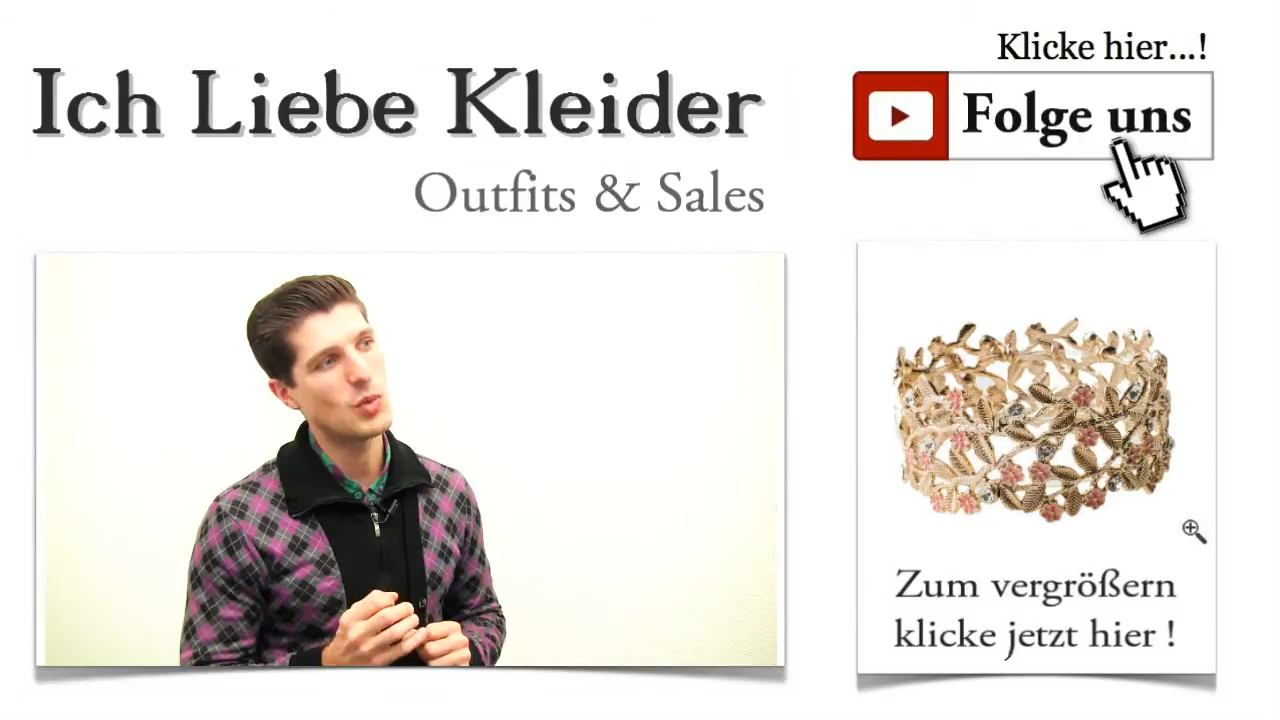 Ich Liebe Kleider
Outfits & Sales
Klicke hier...!
Folge uns
Zum vergrößern
klicke jetzt hier !